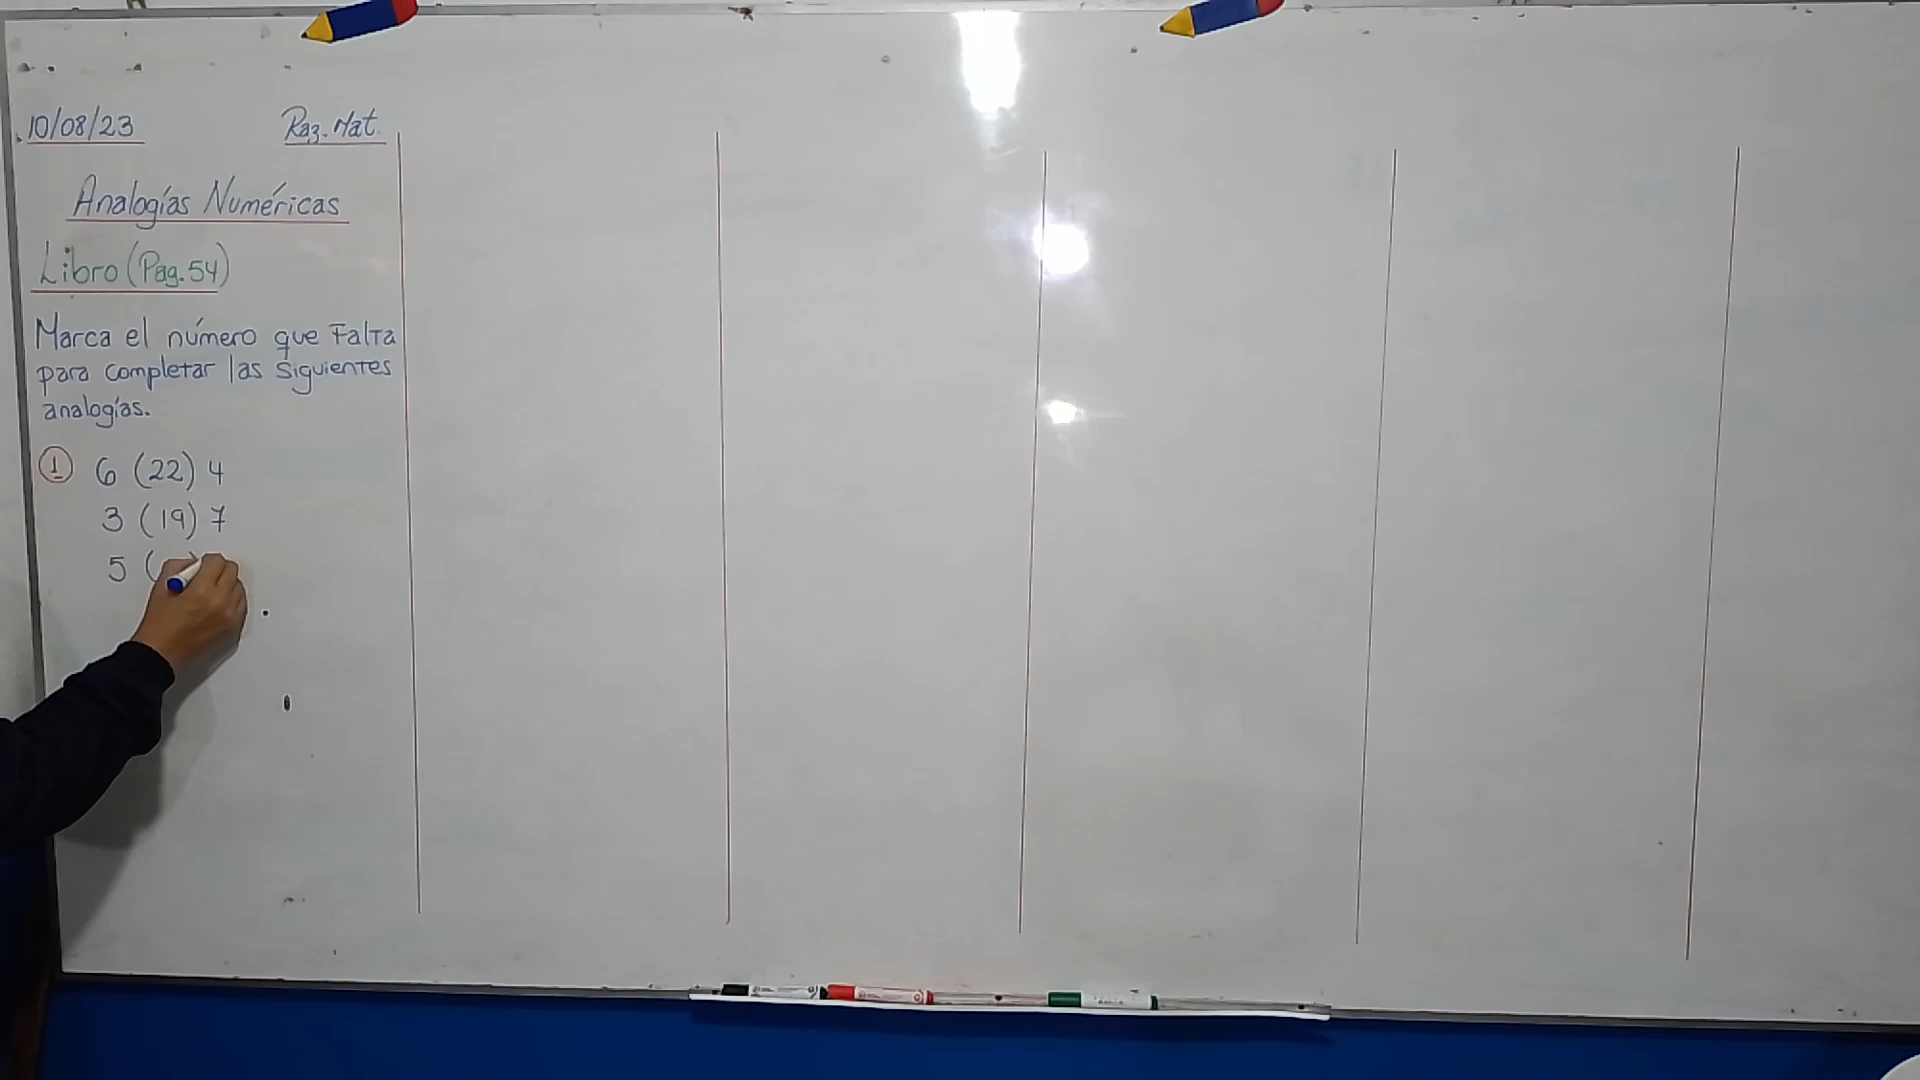 10/08/23 Raz. Mat.
Analogías Numéricas
Libro (Pag. 54)
Marca el número que Falta
para completar las siguientes
analogías.
1 6 (22) 4
3 (19) 7
5 (